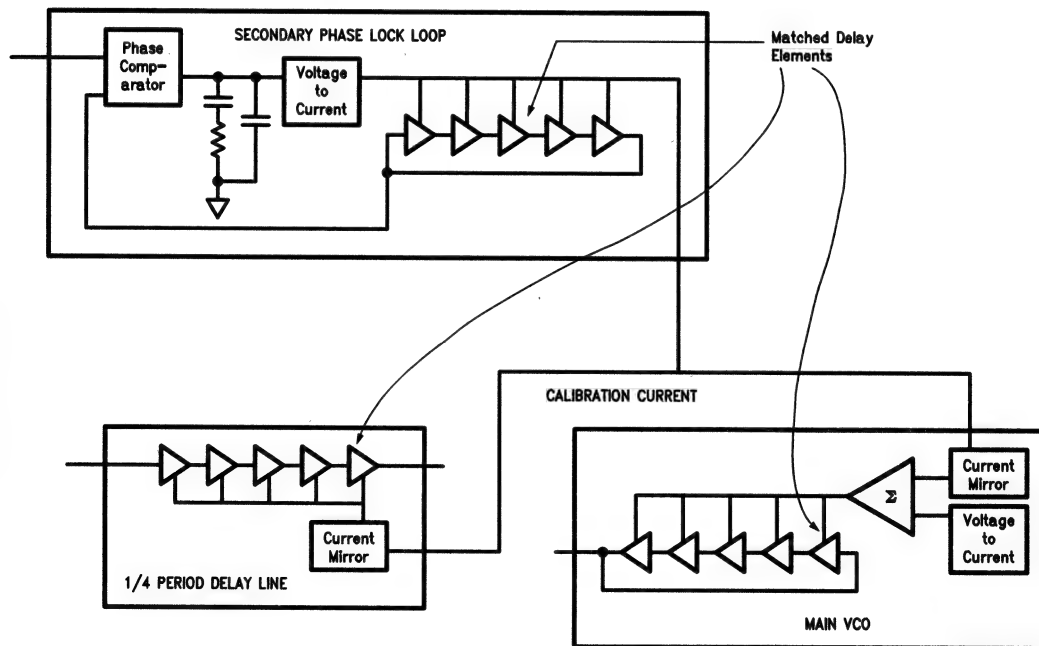 SECONDARY PHASE LOCK LOOP
Phase
Comp-
arator
Voltage
to
Current
Matched Delay
Elements
CALIBRATION CURRENT
Current
Mirror
1/4 PERIOD DELAY LINE
Σ
Current
Mirror
Voltage
to
Current
MAIN VCO